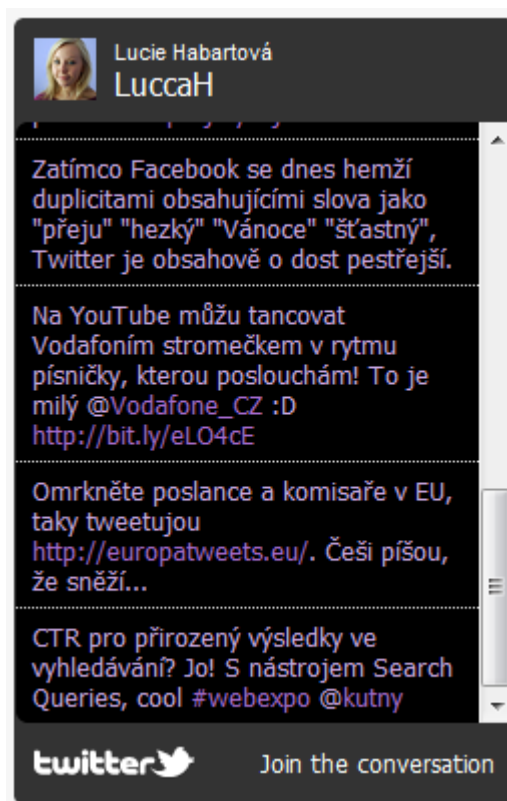 Lucie Habartová
LuccaH
Zatímco Facebook se dnes hemží
duplicitami obsahujícími slova jako
"přeju" "hezký" "Vánoce" "šťastný",
Twitter je obsahově o dost pestřejší.
Na YouTube můžu tancovat
Vodafoním stromečkem v rytmu
písničky, kterou poslouchám! To je
milý @Vodafone_CZ :D
http://bit.ly/eLO4cE
Omrkněte poslance a komisaře v EU,
taky tweetujou
http://europatweets.eu/. Češi píšou,
že sněží...
CTR pro přirozený výsledky ve
vyhledávání? Jo! S nástrojem Search
Queries, cool #webexpo @kutny
twitter
Join the conversation